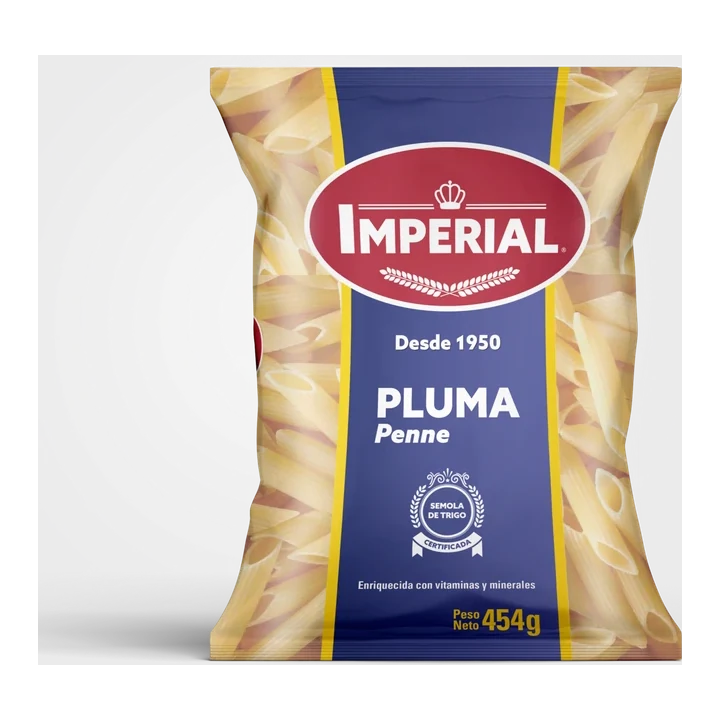 IMPERIAL®
Desde 1950
PLUMA
Penne
SEMOLA
DE TRIGO
CERTIFICADA
Enriquecida con vitaminas y minerales
Peso
Neto 454g